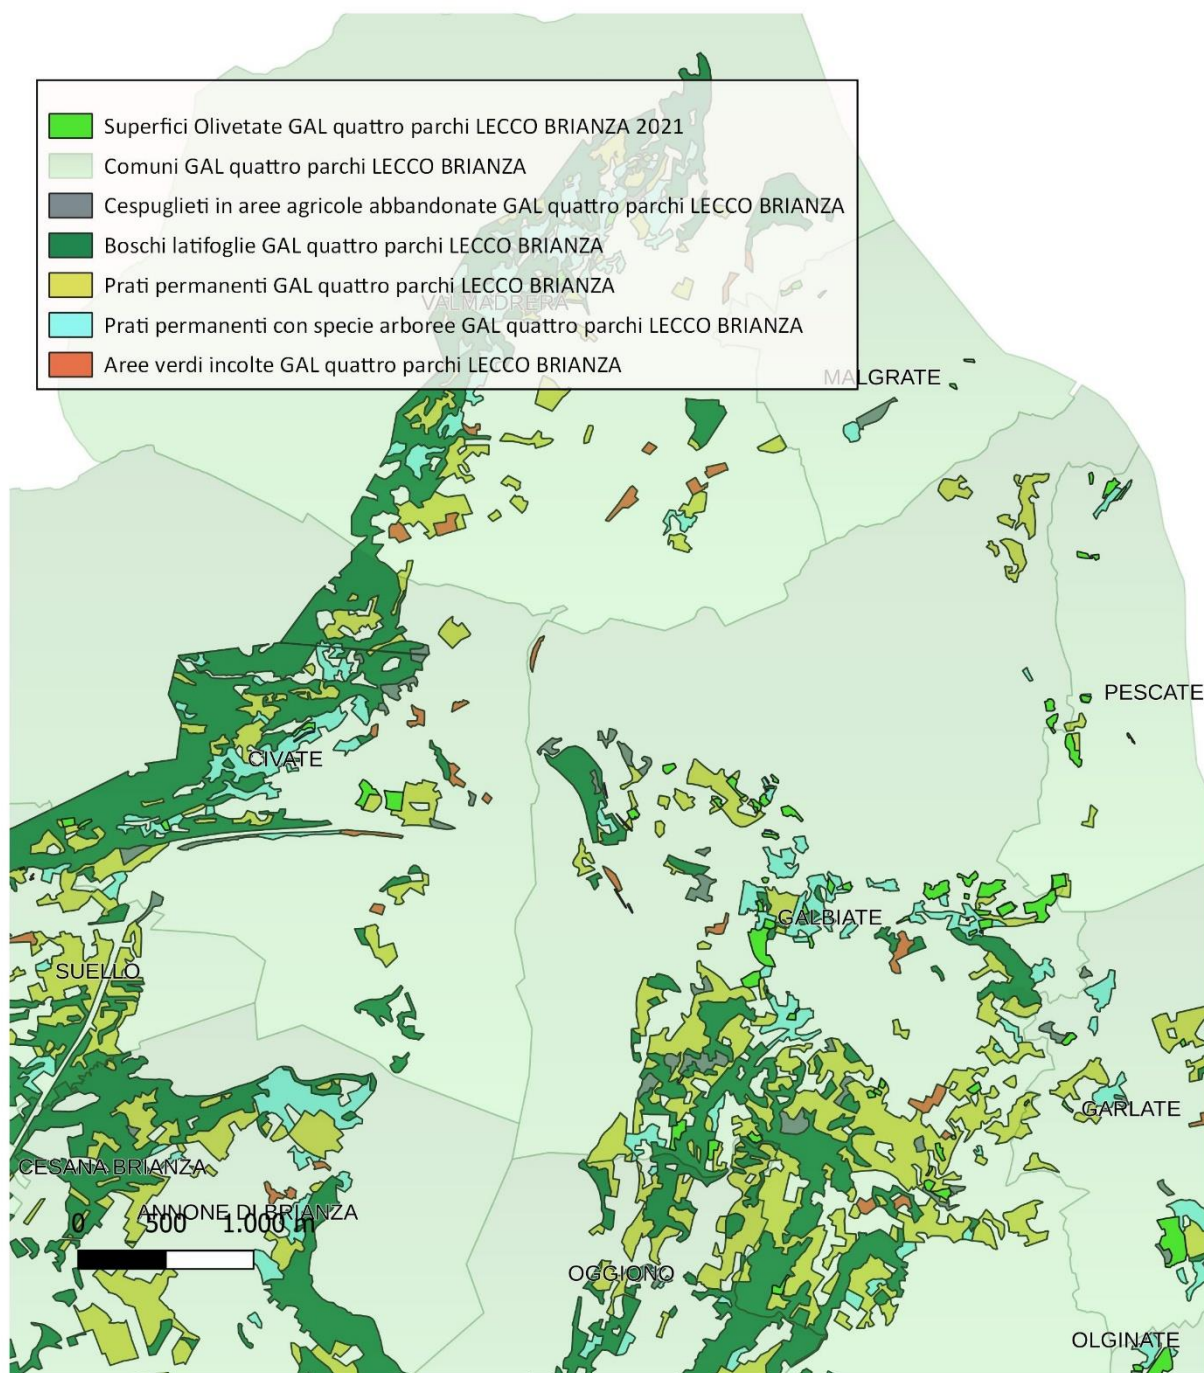 Superfici Olivetate GAL quattro parchi LECCO BRIANZA 2021
Comuni GAL quattro parchi LECCO BRIANZA
Cespuglieti in aree agricole abbandonate GAL quattro parchi LECCO BRIANZA
Boschi latifoglie GAL quattro parchi LECCO BRIANZA
Prati permanenti GAL quattro parchi LECCO BRIANZA
VALMADRERA
Prati permanenti con specie arboree GAL quattro parchi LECCO BRIANZA
Aree verdi incolte GAL quattro parchi LECCO BRIANZA
MALGRATE
PESCATE
CIVATE
GALBIATE
SUELLO
GARLATE
CESANA BRIANZA
ANNONE DI BRIANZA
0 500 1.000 m
OGGIONO
OLGINATE